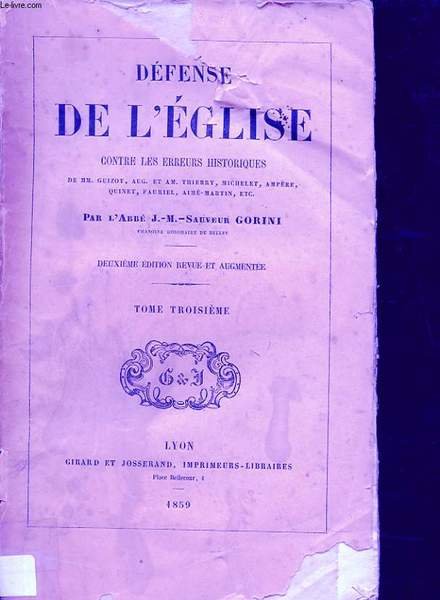 Le-livre.com
DÉFENSE
DE L'ÉGLISE
CONTRE LES ERREURS HISTORIQUES
DE MM. GUIZOT, AUG. ET AM. THIERRY, MICHELET, AMPÈRE,
QUINET, FAURIEL, AIMÉ-MARTIN, ETC.
PAR L'ABBÉ J.-M.-SAUVEUR GORINI
CHANOINE HONORAIRE DE BELLEY
DEUXIÈME ÉDITION REVUE ET AUGMENTÉE
TOME TROISIÈME
G & J
LYON
GIRARD ET JOSSERAND, IMPRIMEURS-LIBRAIRES
Place Bellecour, 4
1859